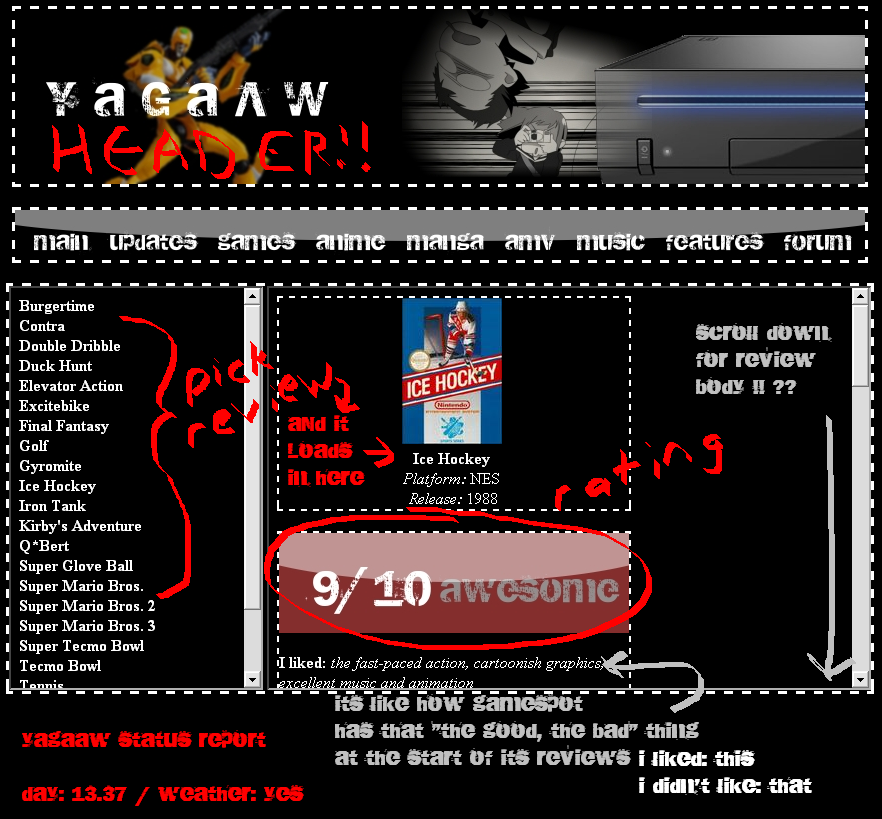 YAGAAW
HEADER!!
main updates games anime manga amv music features forum
Burgertime
Contra
Double Dribble
Duck Hunt
Elevator Action
Excitebike
Final Fantasy
Golf
Gyromite
Ice Hockey
Iron Tank
Kirby's Adventure
Q*Bert
Super Glove Ball
Super Mario Bros.
Super Mario Bros. 2
Super Mario Bros. 3
Super Tecmo Bowl
Tecmo Bowl
Tennis
pick
review
and it
loads
in here
ICE HOCKEY
Nintendo
Ice Hockey
Platform: NES
Release: 1988
rating
9/10 awesome
I liked: the fast-paced action, cartoonish graphics,
excellent music and animation
scroll down
for review
body !! ??
its like how gamespot
has that "the good, the bad" thing
at the start of its reviews
i liked: this
i didn't like: that
yagaaw status report
day: 13.37 / weather: yes